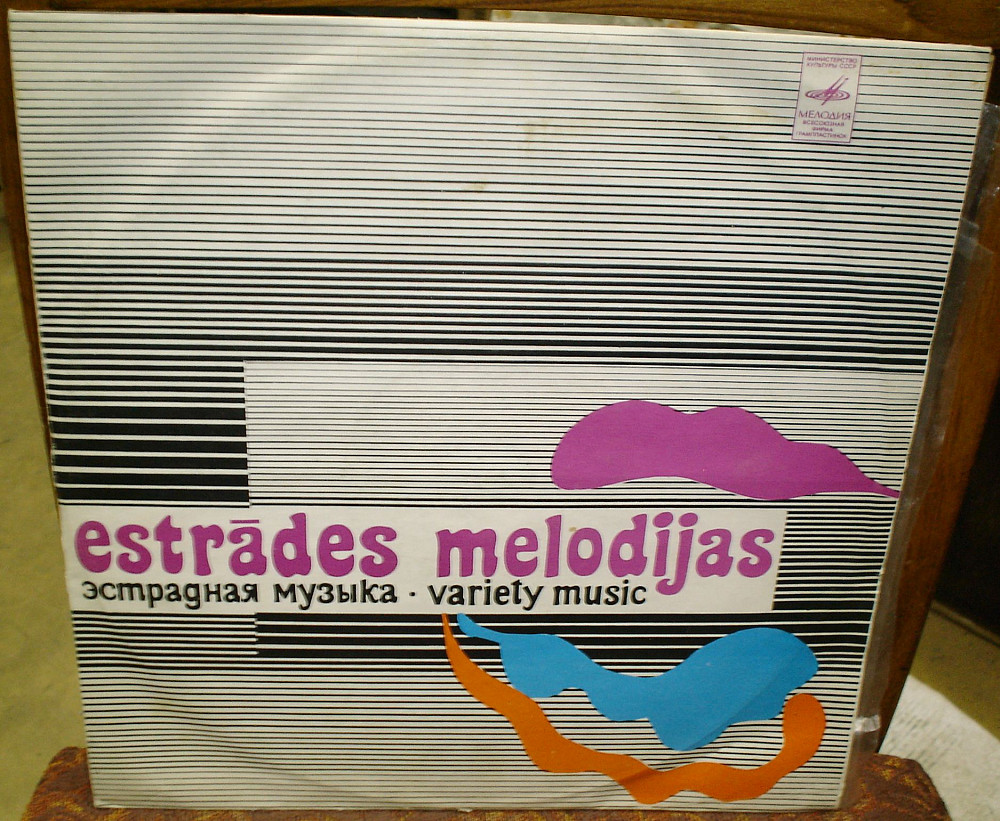 МИНИСТЕРСТВО
КУЛЬТУРЫ СССР
МЕЛОДИЯ
ВСЕСОЮЗНАЯ
ФИРМА
ГРАМПЛАСТИНОК
estrādes melodijas
эстрадная музыка · variety music